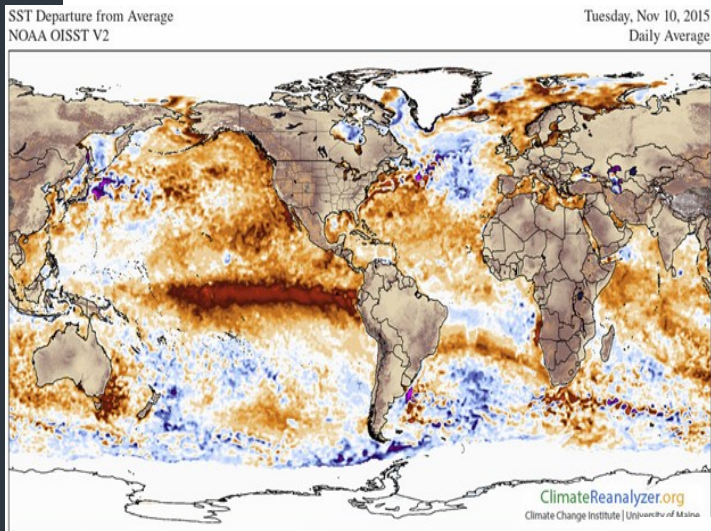 SST Departure from Average
Tuesday, Nov 10, 2015
NOAA OISST V2
Daily Average
ClimateReanalyzer.org
Climate Change Institute | University of Maine